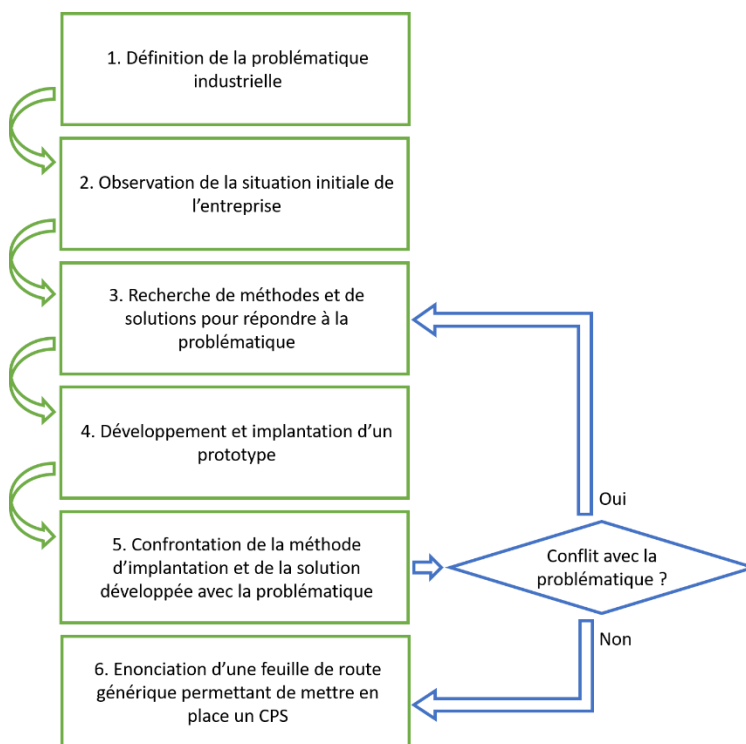 1. Définition de la problématique
industrielle
2. Observation de la situation initiale de
l’entreprise
3. Recherche de méthodes et de
solutions pour répondre à la
problématique
4. Développement et implantation d’un
prototype
Oui
5. Confrontation de la méthode
d’implantation et de la solution
développée avec la problématique
Conflit avec la
problématique ?
Non
6. Enonciation d’une feuille de route
générique permettant de mettre en
place un CPS